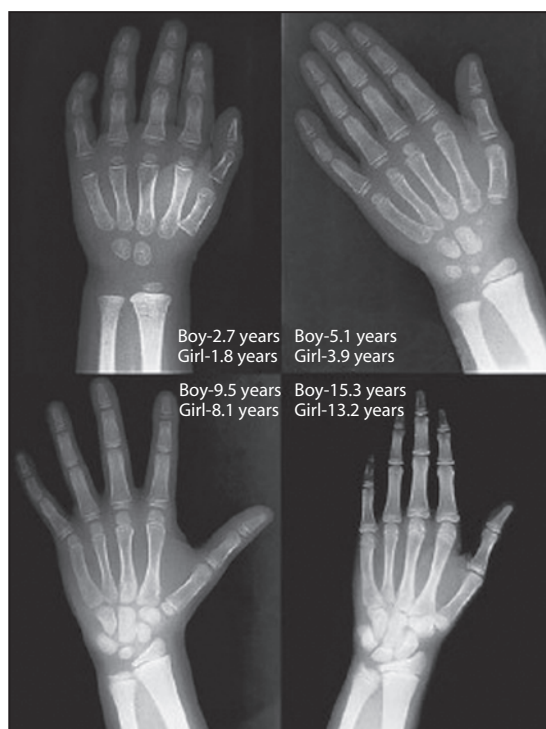 Boy-2.7 years
Girl-1.8 years
Boy-5.1 years
Girl-3.9 years
Boy-9.5 years
Girl-8.1 years
Boy-15.3 years
Girl-13.2 years